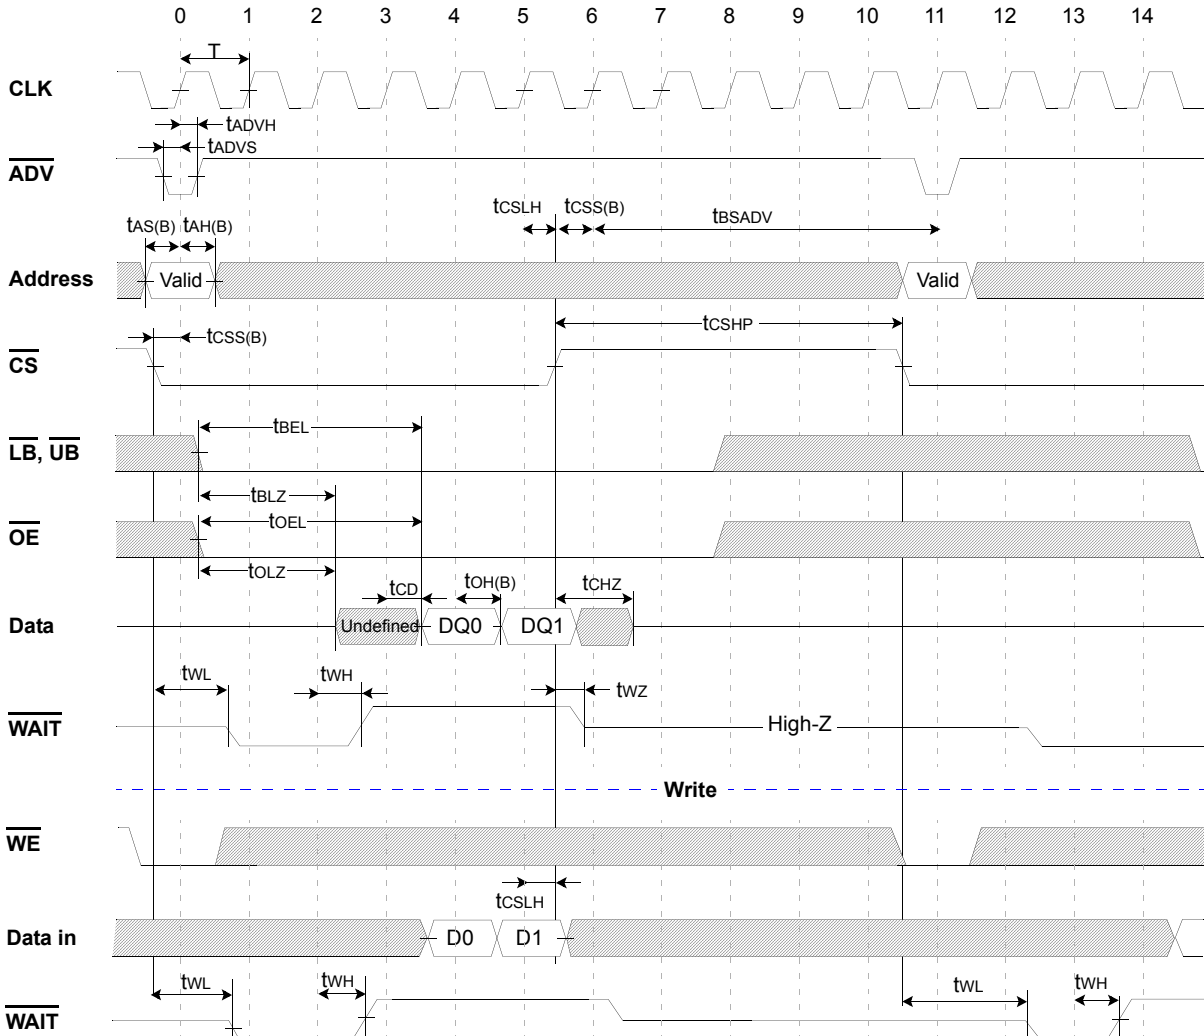 0 1 2 3 4 5 6 7 8 9 10 11 12 13 14
T
CLK
tADVH
tADVS
ADV
tCSLH tCSS(B) tBSADV
tAS(B) tAH(B)
Address Valid Valid
tCSHP
tCSS(B)
CS
tBEL
LB, UB
tBLZ
tOEL
OE
tOLZ
tCD tOH(B) tCHZ
Data Undefined DQ0 DQ1
tWL tWH tWZ
WAIT High-Z
Write
WE
tCSLH
Data in D0 D1
tWL tWH tWL tWH
WAIT